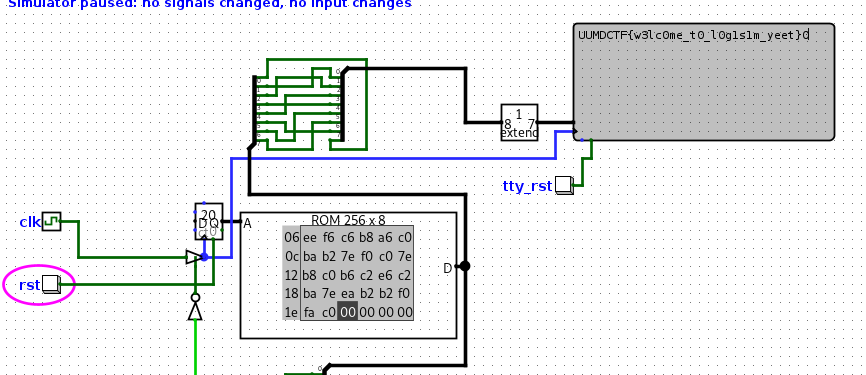 Simulator paused: no signals changed, no input changes
UUMDCTF{w3lc0me_t0_l0g1s1m_yeet}0
1
8 7
extend
tty_rst
clk
20
D Q
ROM 256 x 8
A
06 ee f6 c6 b8 a6 c0
0c ba b2 7e f0 c0 7e
12 b8 c0 b6 c2 e6 c2
18 ba 7e ea b2 b2 f0
1e fa c0 00 00 00 00
D
rst